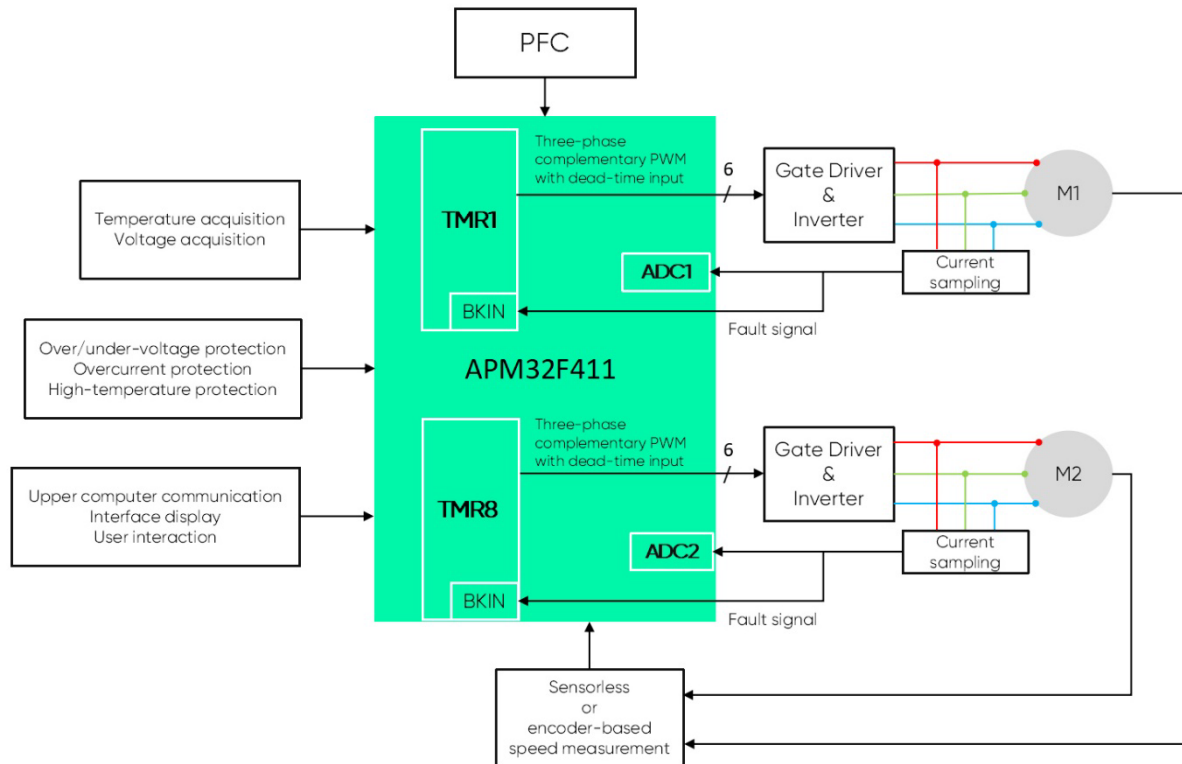 PFC
Three-phase
complementary PWM
with dead-time input
6
Gate Driver
&
Inverter
M1
TMR1
Temperature acquisition
Voltage acquisition
ADC1
Current
sampling
BKIN
Fault signal
Over/under-voltage protection
Overcurrent protection
High-temperature protection
APM32F411
Three-phase
complementary PWM
with dead-time input
6
Gate Driver
&
Inverter
M2
Upper computer communication
Interface display
User interaction
TMR8
ADC2
Current
sampling
BKIN
Fault signal
Sensorless
or
encoder-based
speed measurement